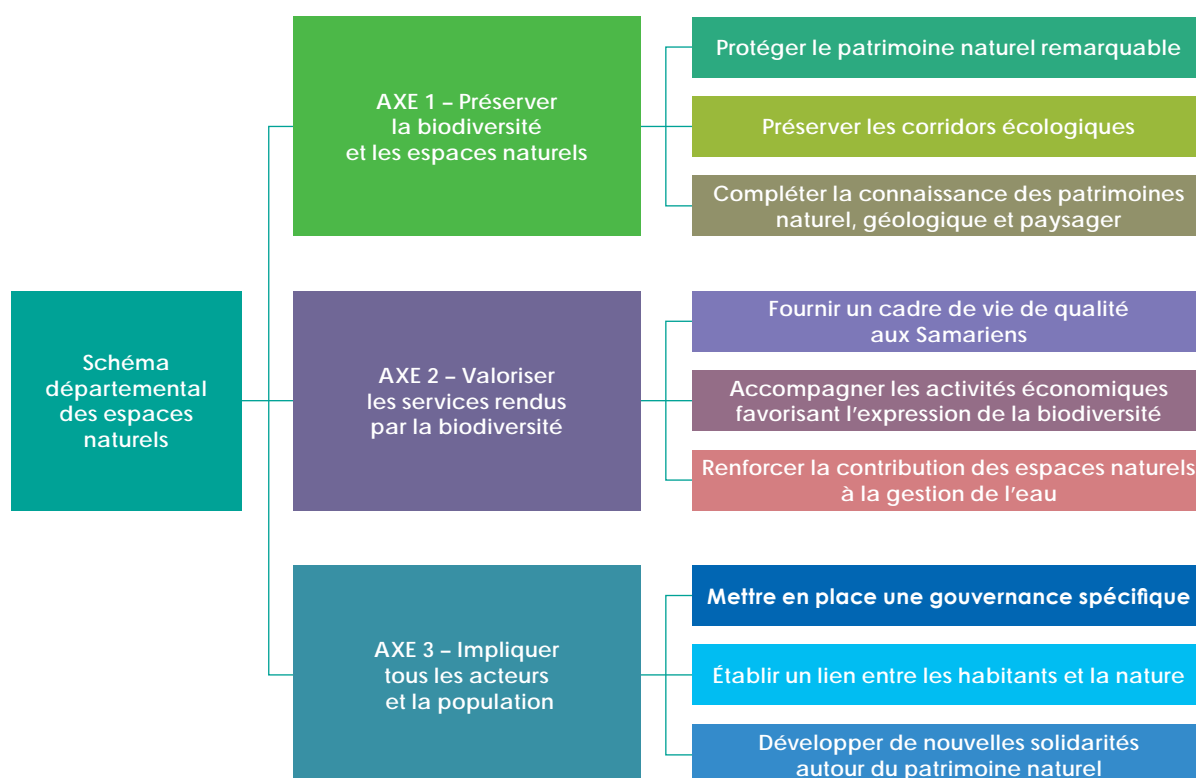 Schéma
départemental
des espaces
naturels
AXE 1 – Préserver
la biodiversité
et les espaces naturels
Protéger le patrimoine naturel remarquable
Préserver les corridors écologiques
Compléter la connaissance des patrimoines
naturel, géologique et paysager
AXE 2 – Valoriser
les services rendus
par la biodiversité
Fournir un cadre de vie de qualité
aux Samariens
Accompagner les activités économiques
favorisant l'expression de la biodiversité
Renforcer la contribution des espaces naturels
à la gestion de l'eau
AXE 3 – Impliquer
tous les acteurs
et la population
Mettre en place une gouvernance spécifique
Établir un lien entre les habitants et la nature
Développer de nouvelles solidarités
autour du patrimoine naturel